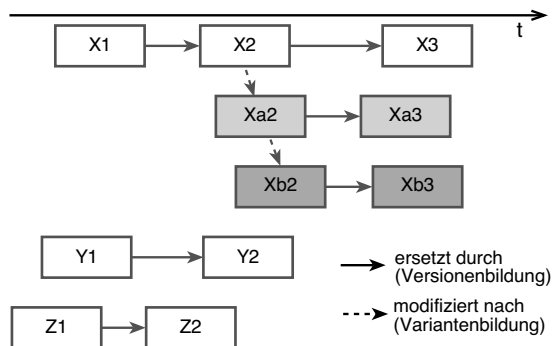 t
X1 X2 X3
Xa2 Xa3
Xb2 Xb3
Y1 Y2
ersetzt durch
(Versionenbildung)
modifiziert nach
(Variantenbildung)
Z1 Z2